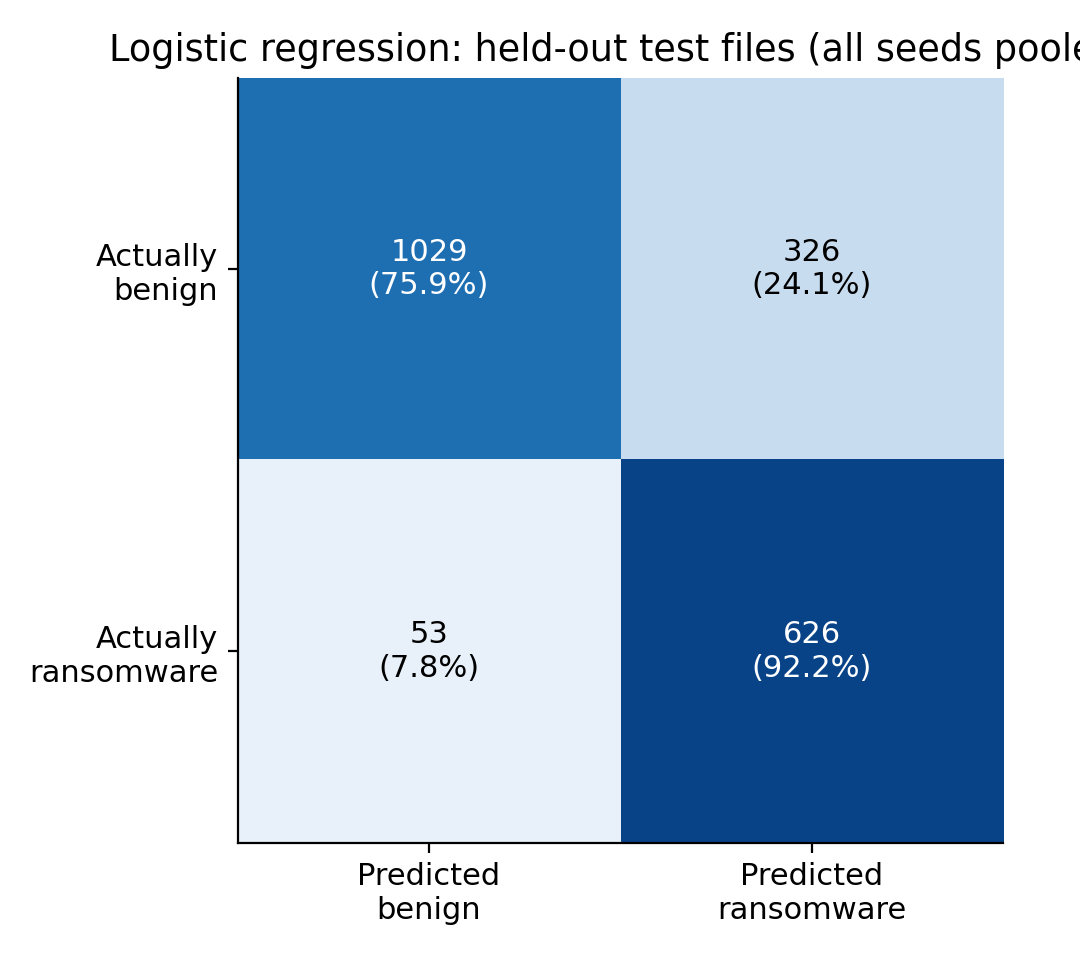 Logistic regression: held-out test files (all seeds poole
Actually
benign
1029
(75.9%)
326
(24.1%)
Actually
ransomware
53
(7.8%)
626
(92.2%)
Predicted
benign
Predicted
ransomware